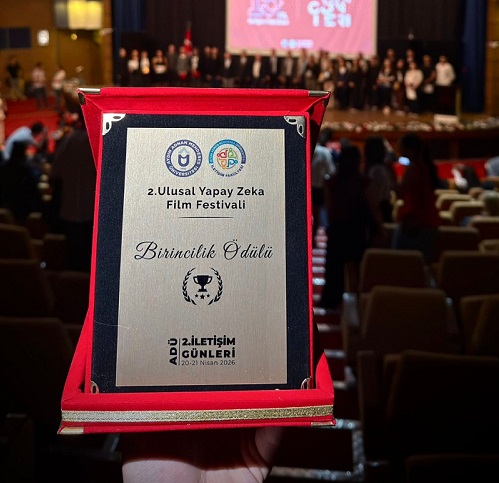 2.Ulusal Yapay Zeka
Film Festivali
Birincilik Ödülü
ADÜ
2.İLETİŞİM
GÜNLERİ
20-21 Nisan 2026